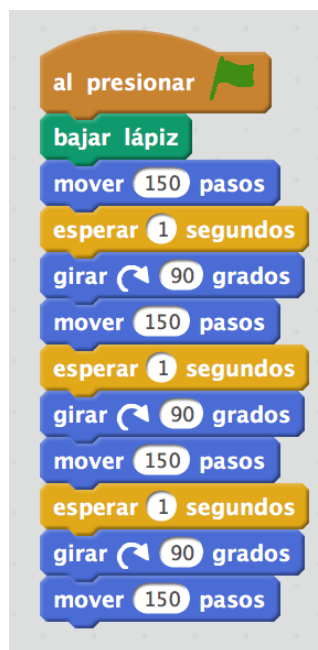 al presionar
bajar lápiz
mover 150 pasos
esperar 1 segundos
girar 90 grados
mover 150 pasos
esperar 1 segundos
girar 90 grados
mover 150 pasos
esperar 1 segundos
girar 90 grados
mover 150 pasos